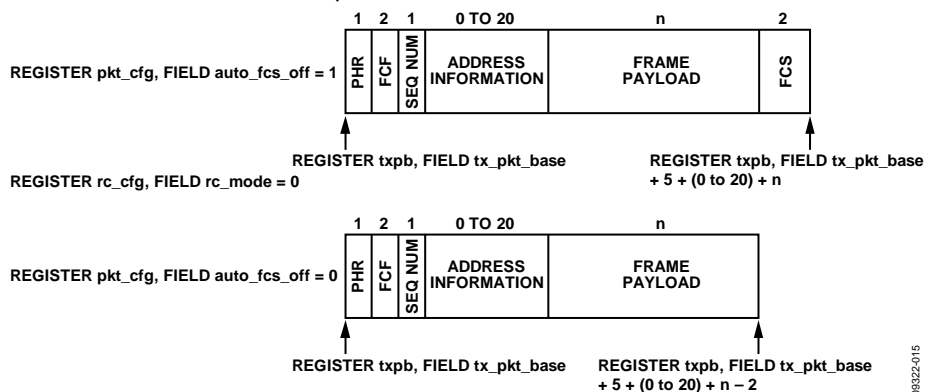 1 2 1 0 TO 20 n 2
REGISTER pkt_cfg, FIELD auto_fcs_off = 1
PHR
FCF
SEQ NUM
ADDRESS
INFORMATION
FRAME
PAYLOAD
FCS
REGISTER txpb, FIELD tx_pkt_base
REGISTER txpb, FIELD tx_pkt_base
+ 5 + (0 to 20) + n
REGISTER rc_cfg, FIELD rc_mode = 0
1 2 1 0 TO 20 n
REGISTER pkt_cfg, FIELD auto_fcs_off = 0
PHR
FCF
SEQ NUM
ADDRESS
INFORMATION
FRAME
PAYLOAD
REGISTER txpb, FIELD tx_pkt_base
REGISTER txpb, FIELD tx_pkt_base
+ 5 + (0 to 20) + n – 2
09322-015